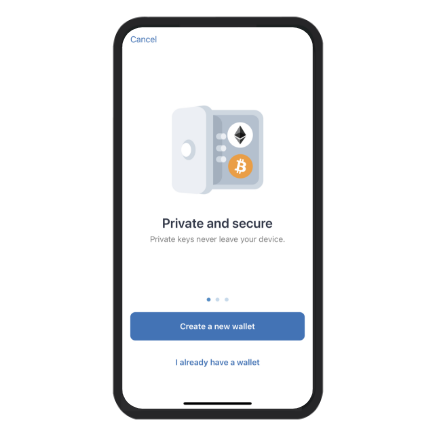 Cancel
Private and secure
Private keys never leave your device.
Create a new wallet
I already have a wallet